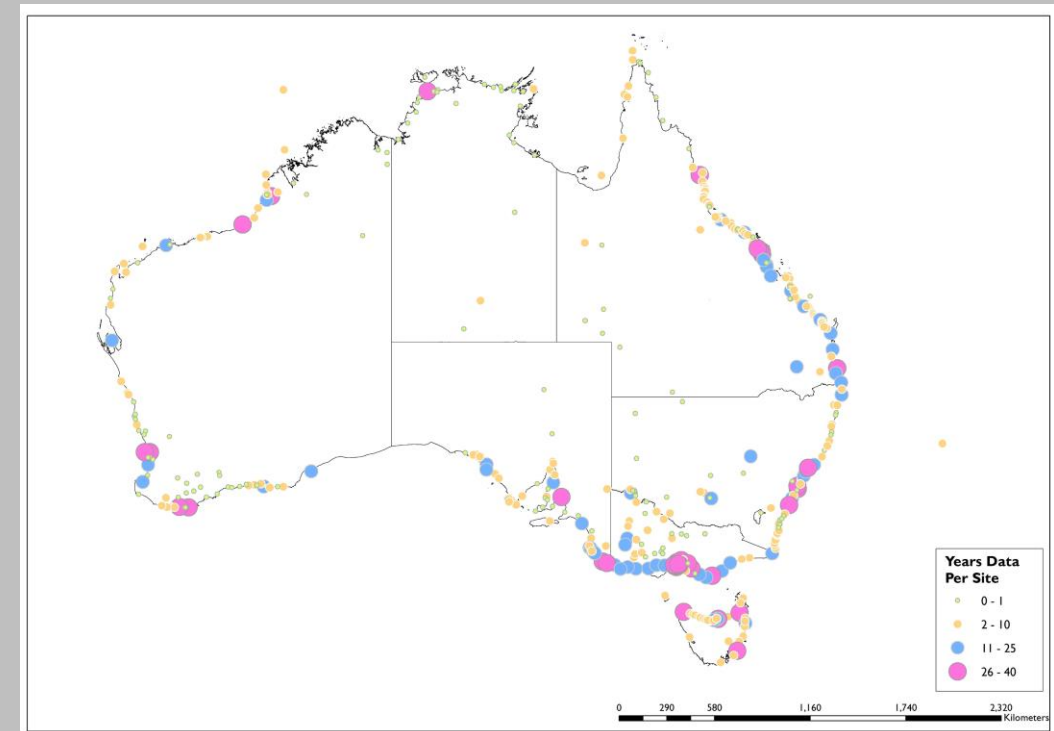 Years Data
Per Site
0 - 1
2 - 10
11 - 25
26 - 40
0 290 580 1,160 1,740 2,320
Kilometers